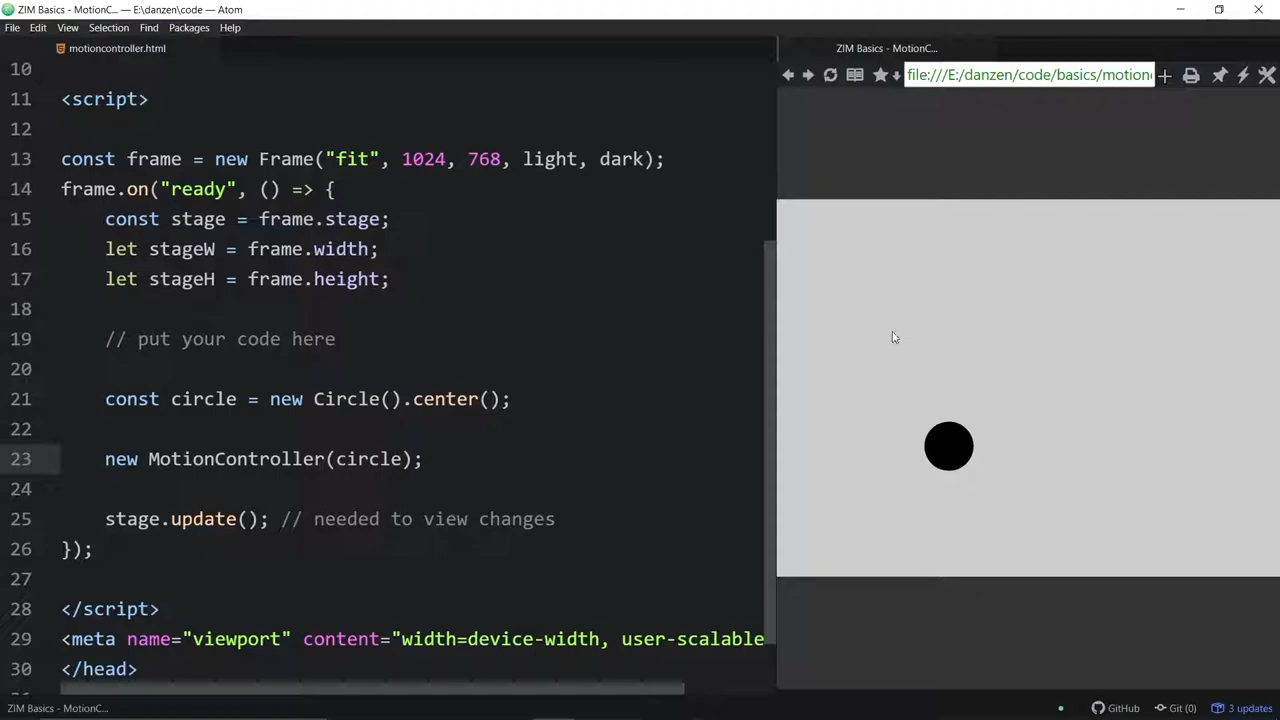 ZIM Basics - MotionC... — E:\danzen\code — Atom
File Edit View Selection Find Packages Help
motioncontroller.html
ZIM Basics - MotionC...
file:///E:/danzen/code/basics/motion
10
11 <script>
12
13 const frame = new Frame("fit", 1024, 768, light, dark);
14 frame.on("ready", () => {
15 const stage = frame.stage;
16 let stageW = frame.width;
17 let stageH = frame.height;
18
19 // put your code here
20
21 const circle = new Circle().center();
22
23 new MotionController(circle);
24
25 stage.update(); // needed to view changes
26 });
27
28 </script>
29 <meta name="viewport" content="width=device-width, user-scalable
30 </head>
ZIM Basics - MotionC...
GitHub
Git (0)
3 updates